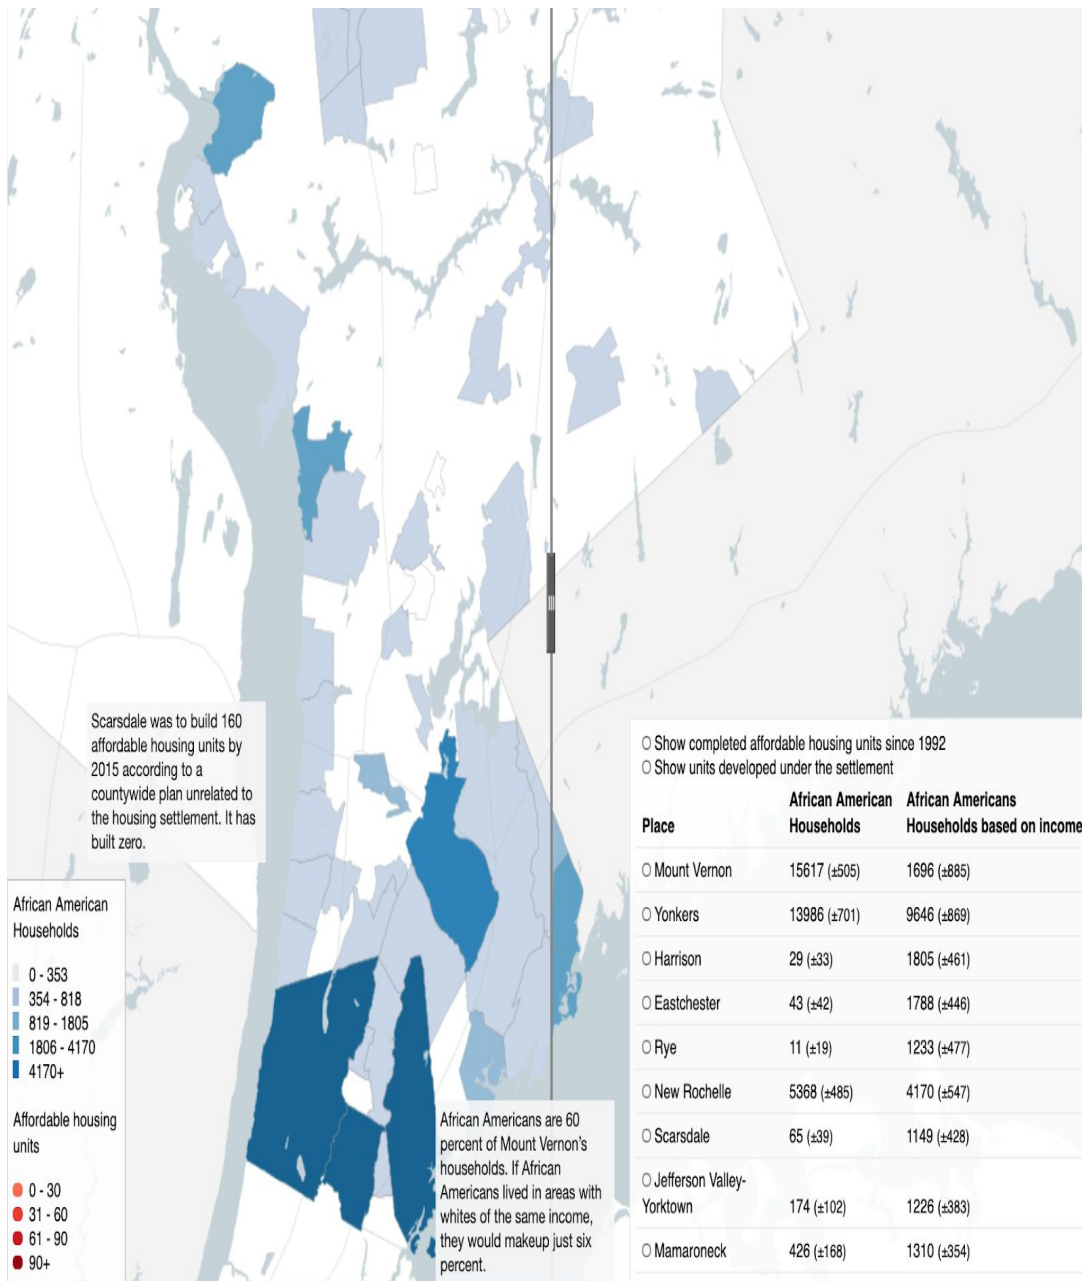 Scarsdale was to build 160
affordable housing units by
2015 according to a
countywide plan unrelated to
the housing settlement. It has
built zero.
African American
Households
0 - 353
354 - 818
819 - 1805
1806 - 4170
4170+
Affordable housing
units
0 - 30
31 - 60
61 - 90
90+
African Americans are 60
percent of Mount Vernon's
households. If African
Americans lived in areas with
whites of the same income,
they would makeup just six
percent.
Show completed affordable housing units since 1992
Show units developed under the settlement
African American African Americans
Place Households Households based on income
Mount Vernon 15617 (±505) 1696 (±885)
Yonkers 13986 (±701) 9646 (±869)
Harrison 29 (±33) 1805 (±461)
Eastchester 43 (±42) 1788 (±446)
Rye 11 (±19) 1233 (±477)
New Rochelle 5368 (±485) 4170 (±547)
Scarsdale 65 (±39) 1149 (±428)
Jefferson Valley-
Yorktown 174 (±102) 1226 (±383)
Mamaroneck 426 (±168) 1310 (±354)